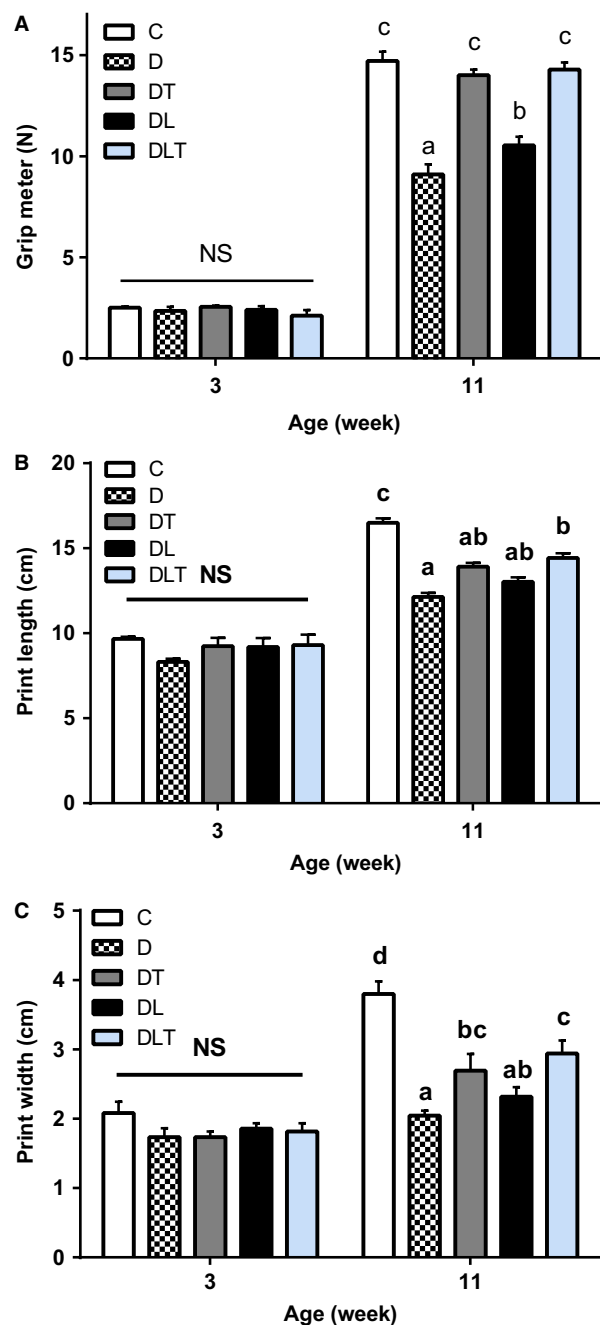 A
C
D
DT
DL
DLT
Grip meter (N)
15
10
5
0
NS
c
a
c
b
c
3
11
Age (week)
B
C
D
DT
DL
DLT
Print length (cm)
20
15
10
5
0
NS
c
a
ab
ab
b
3
11
Age (week)
C
C
D
DT
DL
DLT
Print width (cm)
5
4
3
2
1
0
NS
d
a
bc
ab
c
3
11
Age (week)